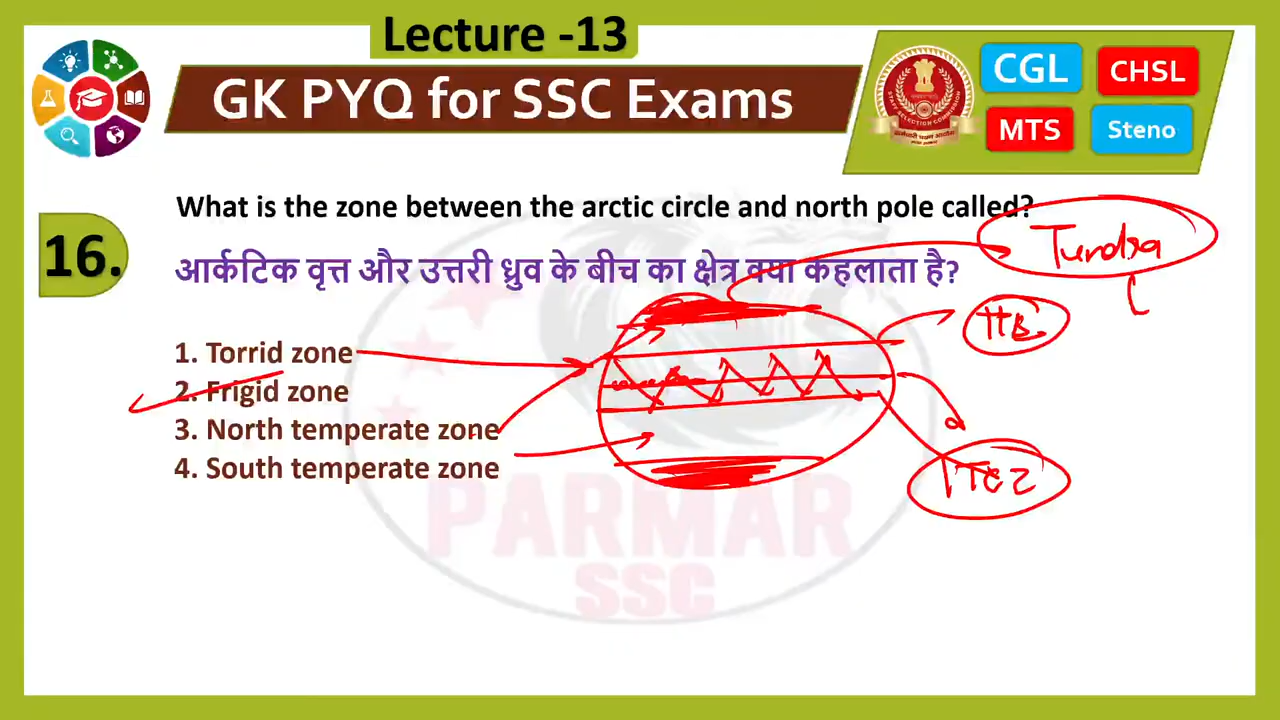 Lecture -13
GK PYQ for SSC Exams
CGL
CHSL
MTS
Steno
What is the zone between the arctic circle and north pole called?
16.
आर्कटिक वृत्त और उत्तरी ध्रुव के बीच का क्षेत्र क्या कहलाता है?
Tundra
1. Torrid zone
2. Frigid zone
3. North temperate zone
4. South temperate zone
ITCZ
PARMAR
SSC